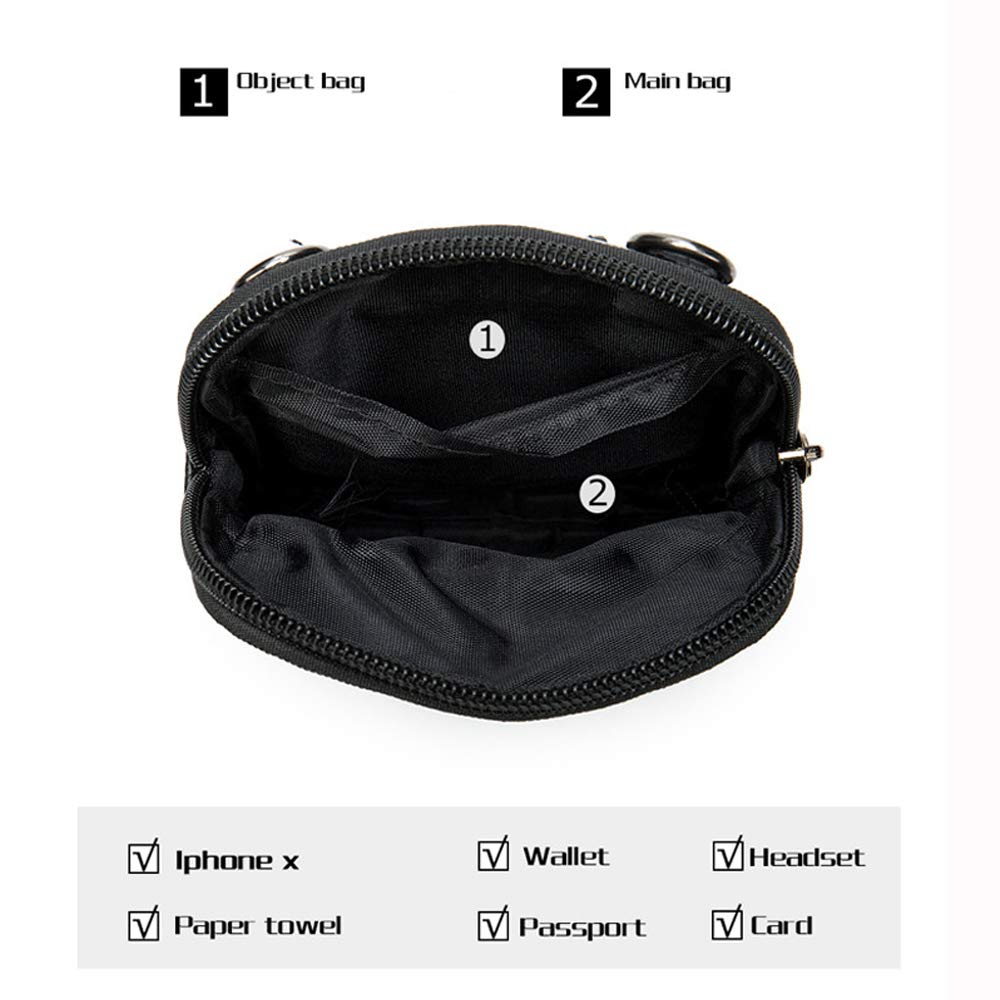 1 Object bag
2 Main bag
1
2
Iphone x
Wallet
Headset
Paper towel
Passport
Card